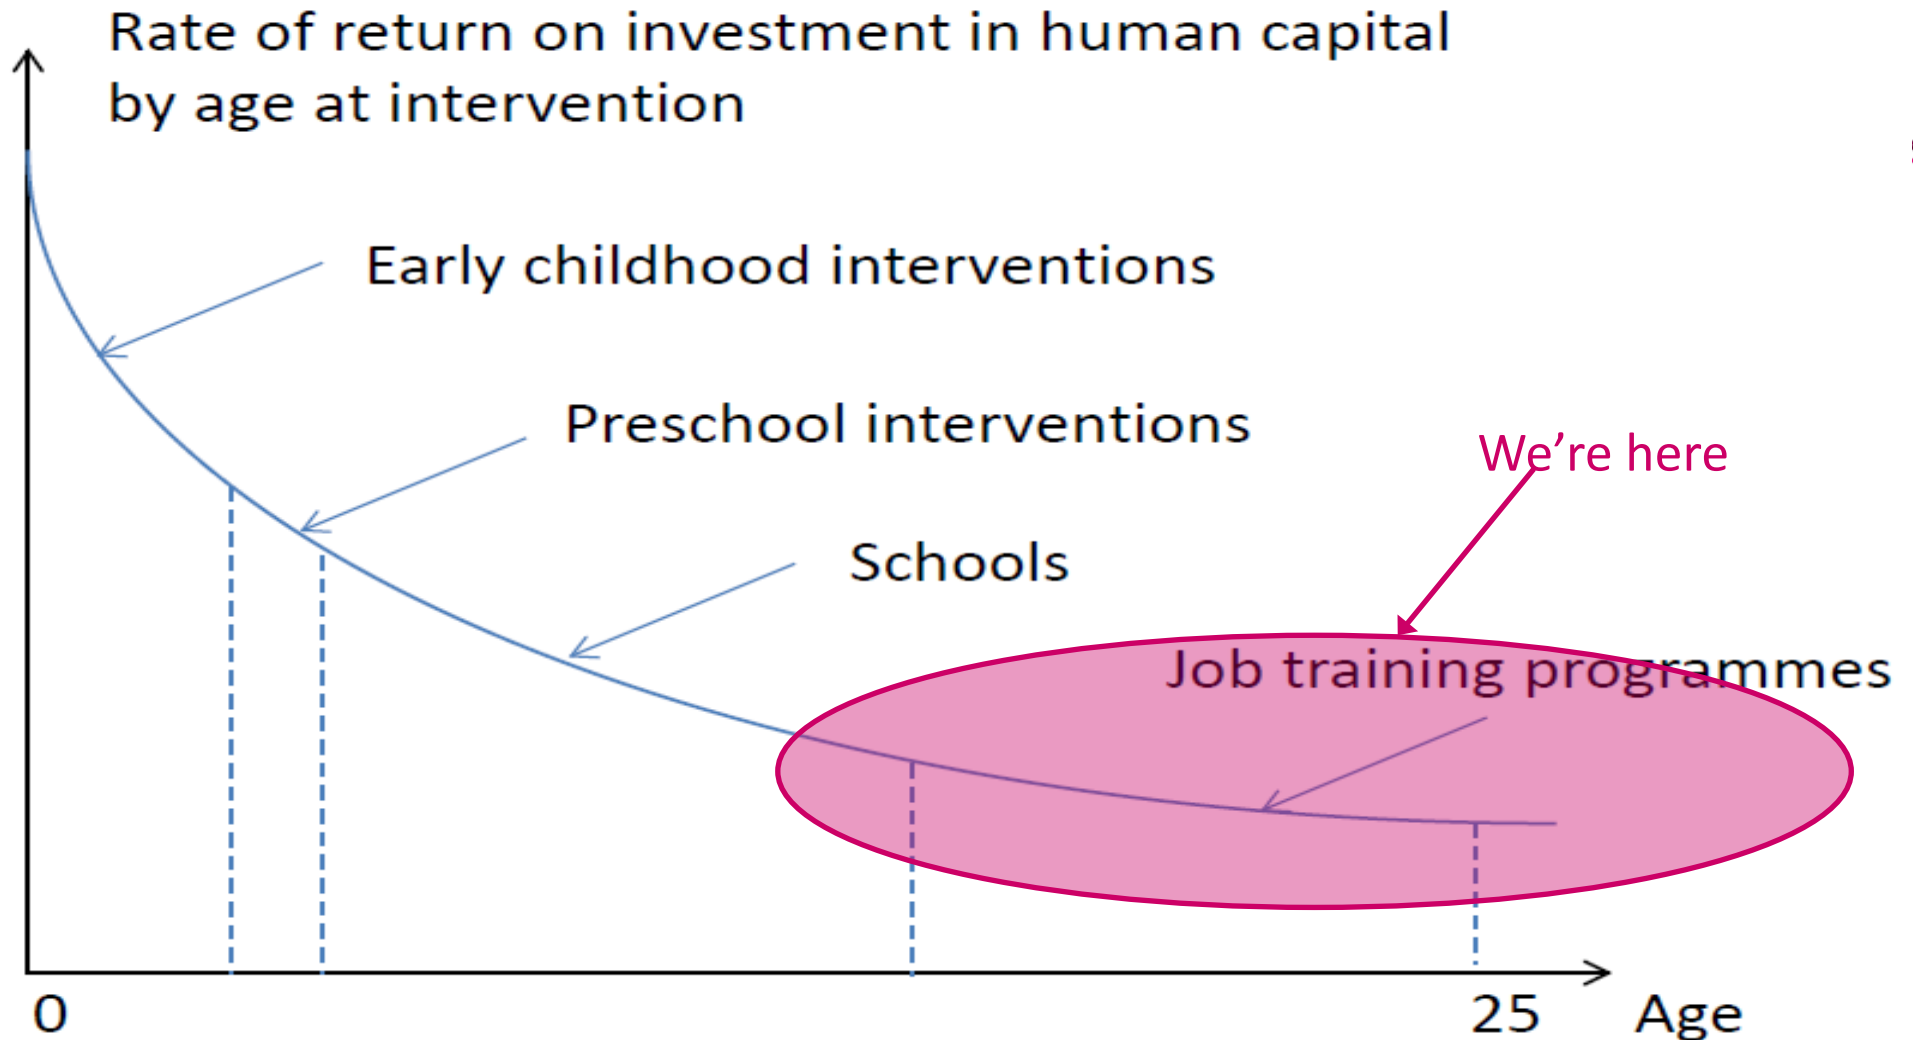 Rate of return on investment in human capital
by age at intervention
Early childhood interventions
Preschool interventions
We're here
Schools
Job training programmes
0
25
Age